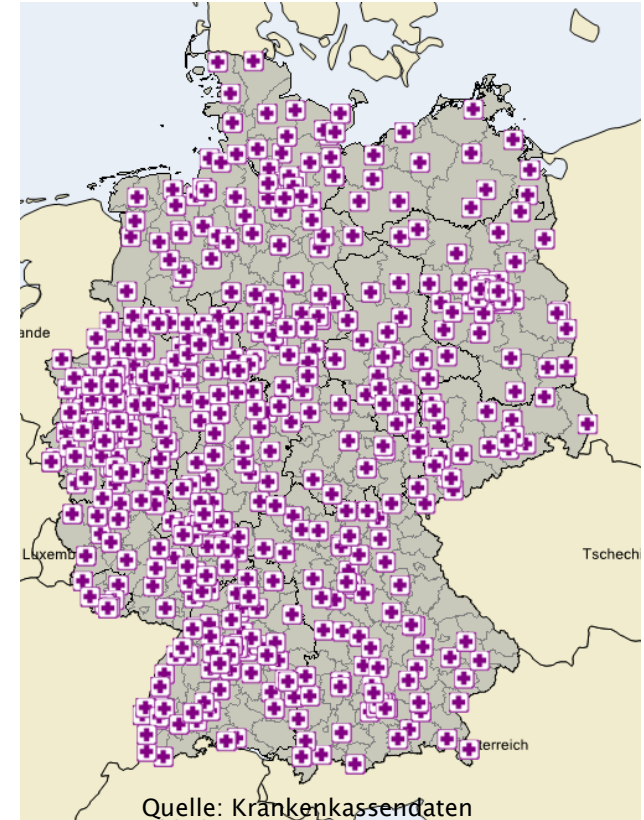 ande
Luxemb
Tschechi
terreich
Quelle: Krankenkassendaten